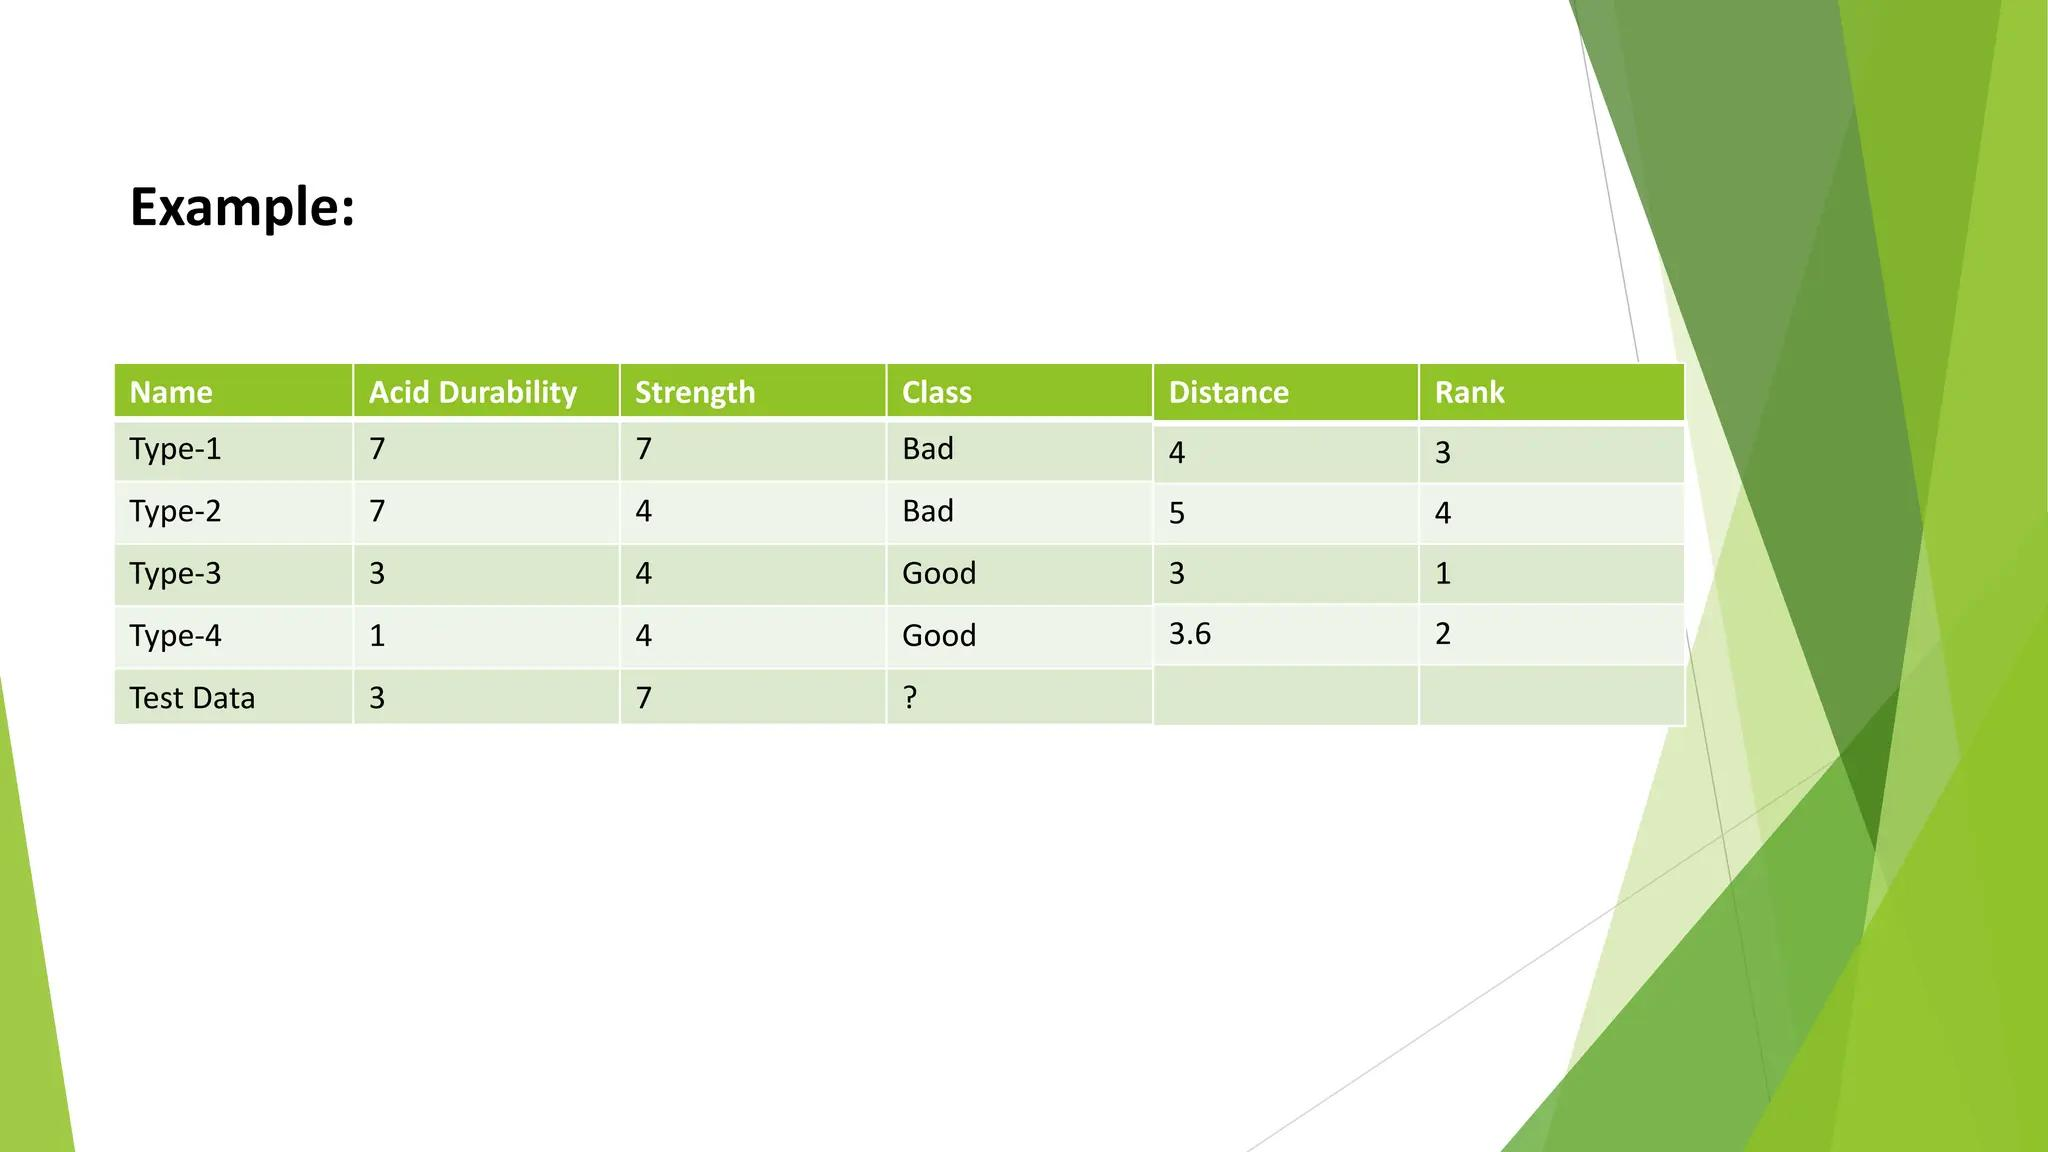 Example:
Name Acid Durability Strength Class Distance Rank
Type-1 7 7 Bad 4 3
Type-2 7 4 Bad 5 4
Type-3 3 4 Good 3 1
Type-4 1 4 Good 3.6 2
Test Data 3 7 ?